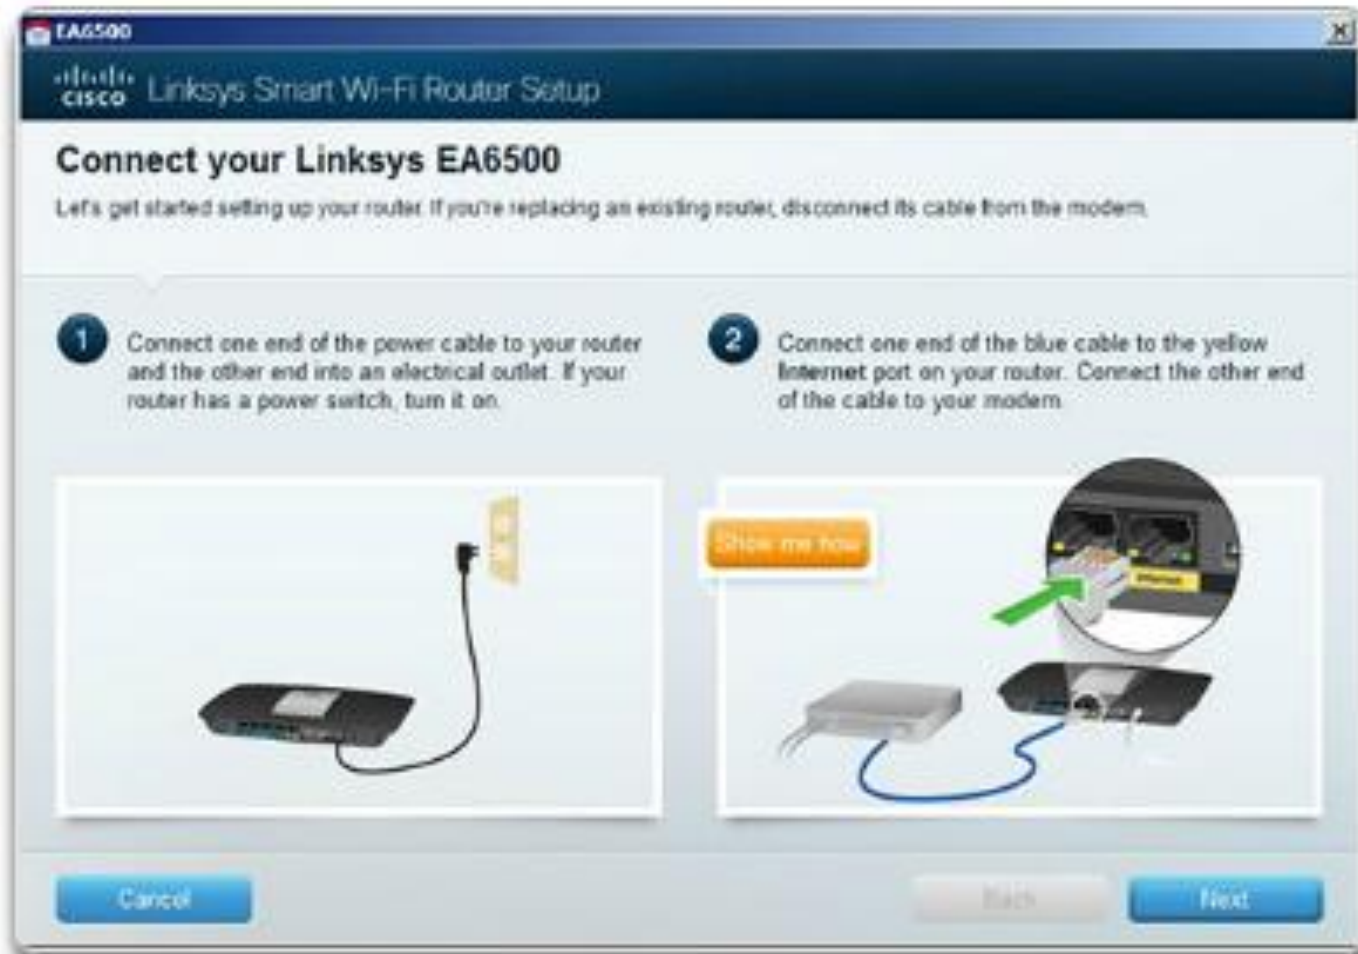 EA6500
CISCO Linksys Smart Wi-Fi Router Setup
Connect your Linksys EA6500
Let's get started setting up your router. If you're replacing an existing router, disconnect its cable from the modem.
1
Connect one end of the power cable to your router
and the other end into an electrical outlet. If your
router has a power switch, turn it on.
2
Connect one end of the blue cable to the yellow
Internet port on your router. Connect the other end
of the cable to your modem.
Show me how
Internet
Cancel
Back
Next